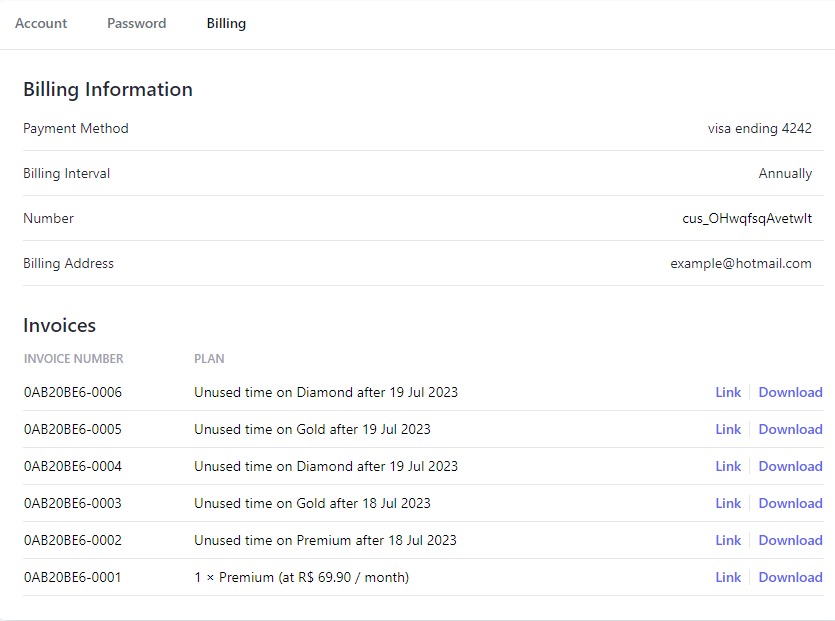 Account Password Billing
Billing Information
Payment Method visa ending 4242
Billing Interval Annually
Number cus_OHwqfsqAvetwIt
Billing Address example@hotmail.com
Invoices
INVOICE NUMBER PLAN
0AB20BE6-0006 Unused time on Diamond after 19 Jul 2023 Link Download
0AB20BE6-0005 Unused time on Gold after 19 Jul 2023 Link Download
0AB20BE6-0004 Unused time on Diamond after 19 Jul 2023 Link Download
0AB20BE6-0003 Unused time on Gold after 18 Jul 2023 Link Download
0AB20BE6-0002 Unused time on Premium after 18 Jul 2023 Link Download
0AB20BE6-0001 1 × Premium (at R$ 69.90 / month) Link Download